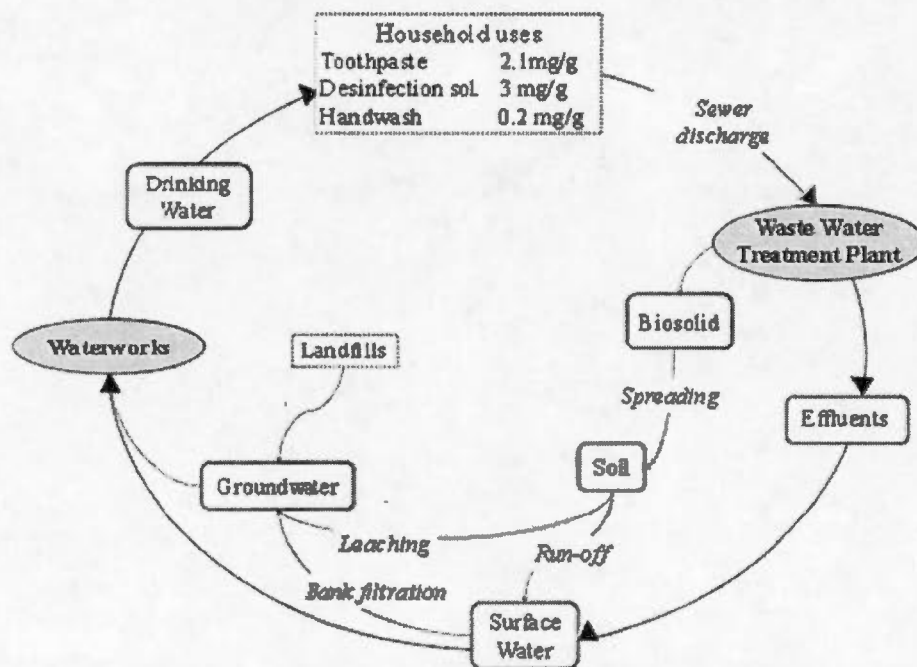 Household uses
Toothpaste 2.1mg/g
Desinfection sol. 3 mg/g
Handwash 0.2 mg/g
Sewer
discharge
Drinking
Water
Waste Water
Treatment Plant
Biosolid
Waterworks
Landfills
Spreading
Effluents
Soil
Groundwater
Leaching
Run-off
Bank filtration
Surface
Water